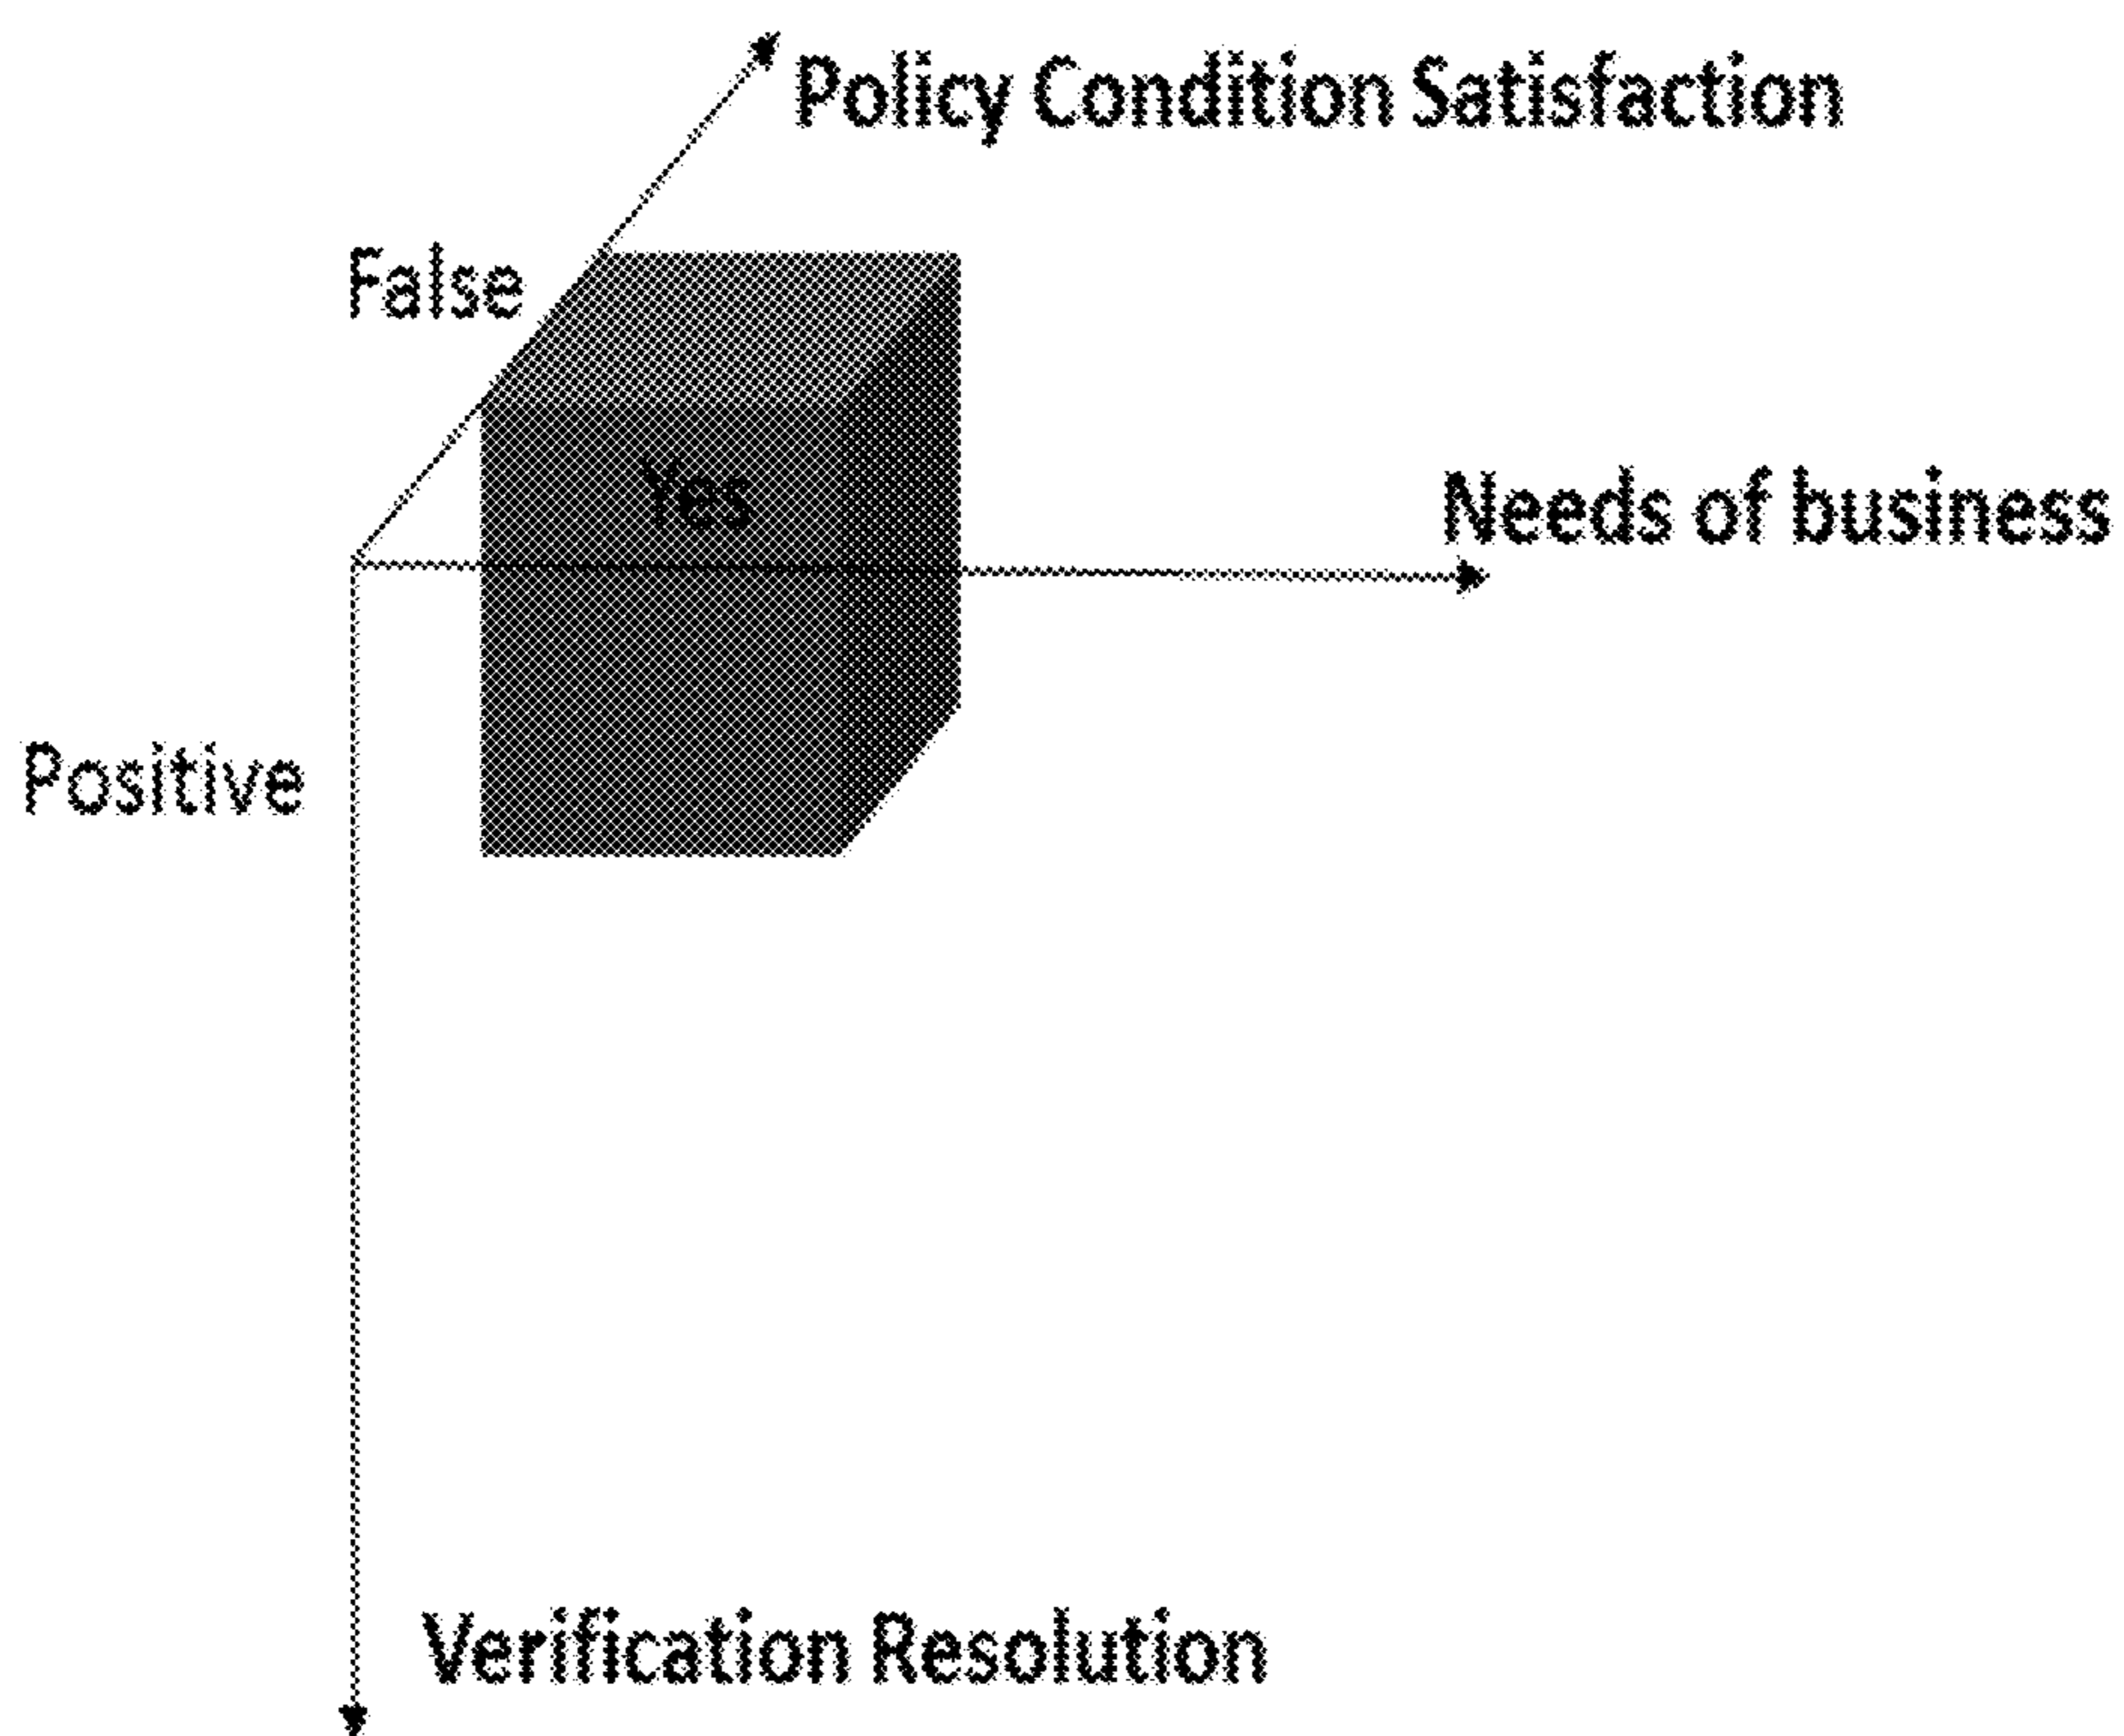 Policy Condition Satisfaction
False
Yes
Needs of business
Positive
Verification Resolution